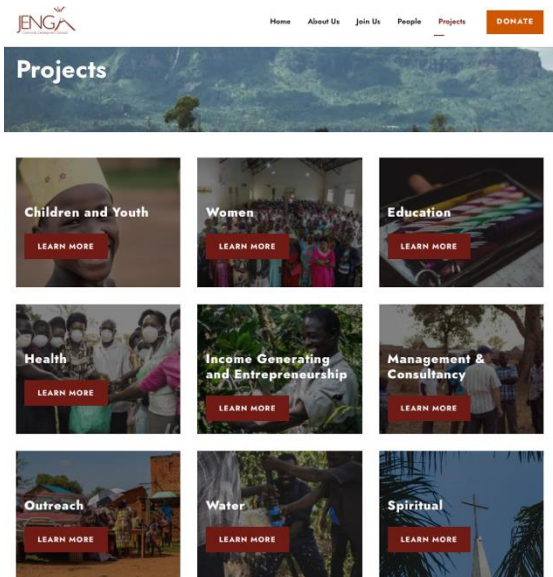 JENGA
Home About Us Join Us People Projects DONATE
Projects
Children and Youth
LEARN MORE
Women
LEARN MORE
Education
LEARN MORE
Health
LEARN MORE
Income Generating
and Entrepreneurship
LEARN MORE
Management &
Consultancy
LEARN MORE
Outreach
LEARN MORE
Water
LEARN MORE
Spiritual
LEARN MORE